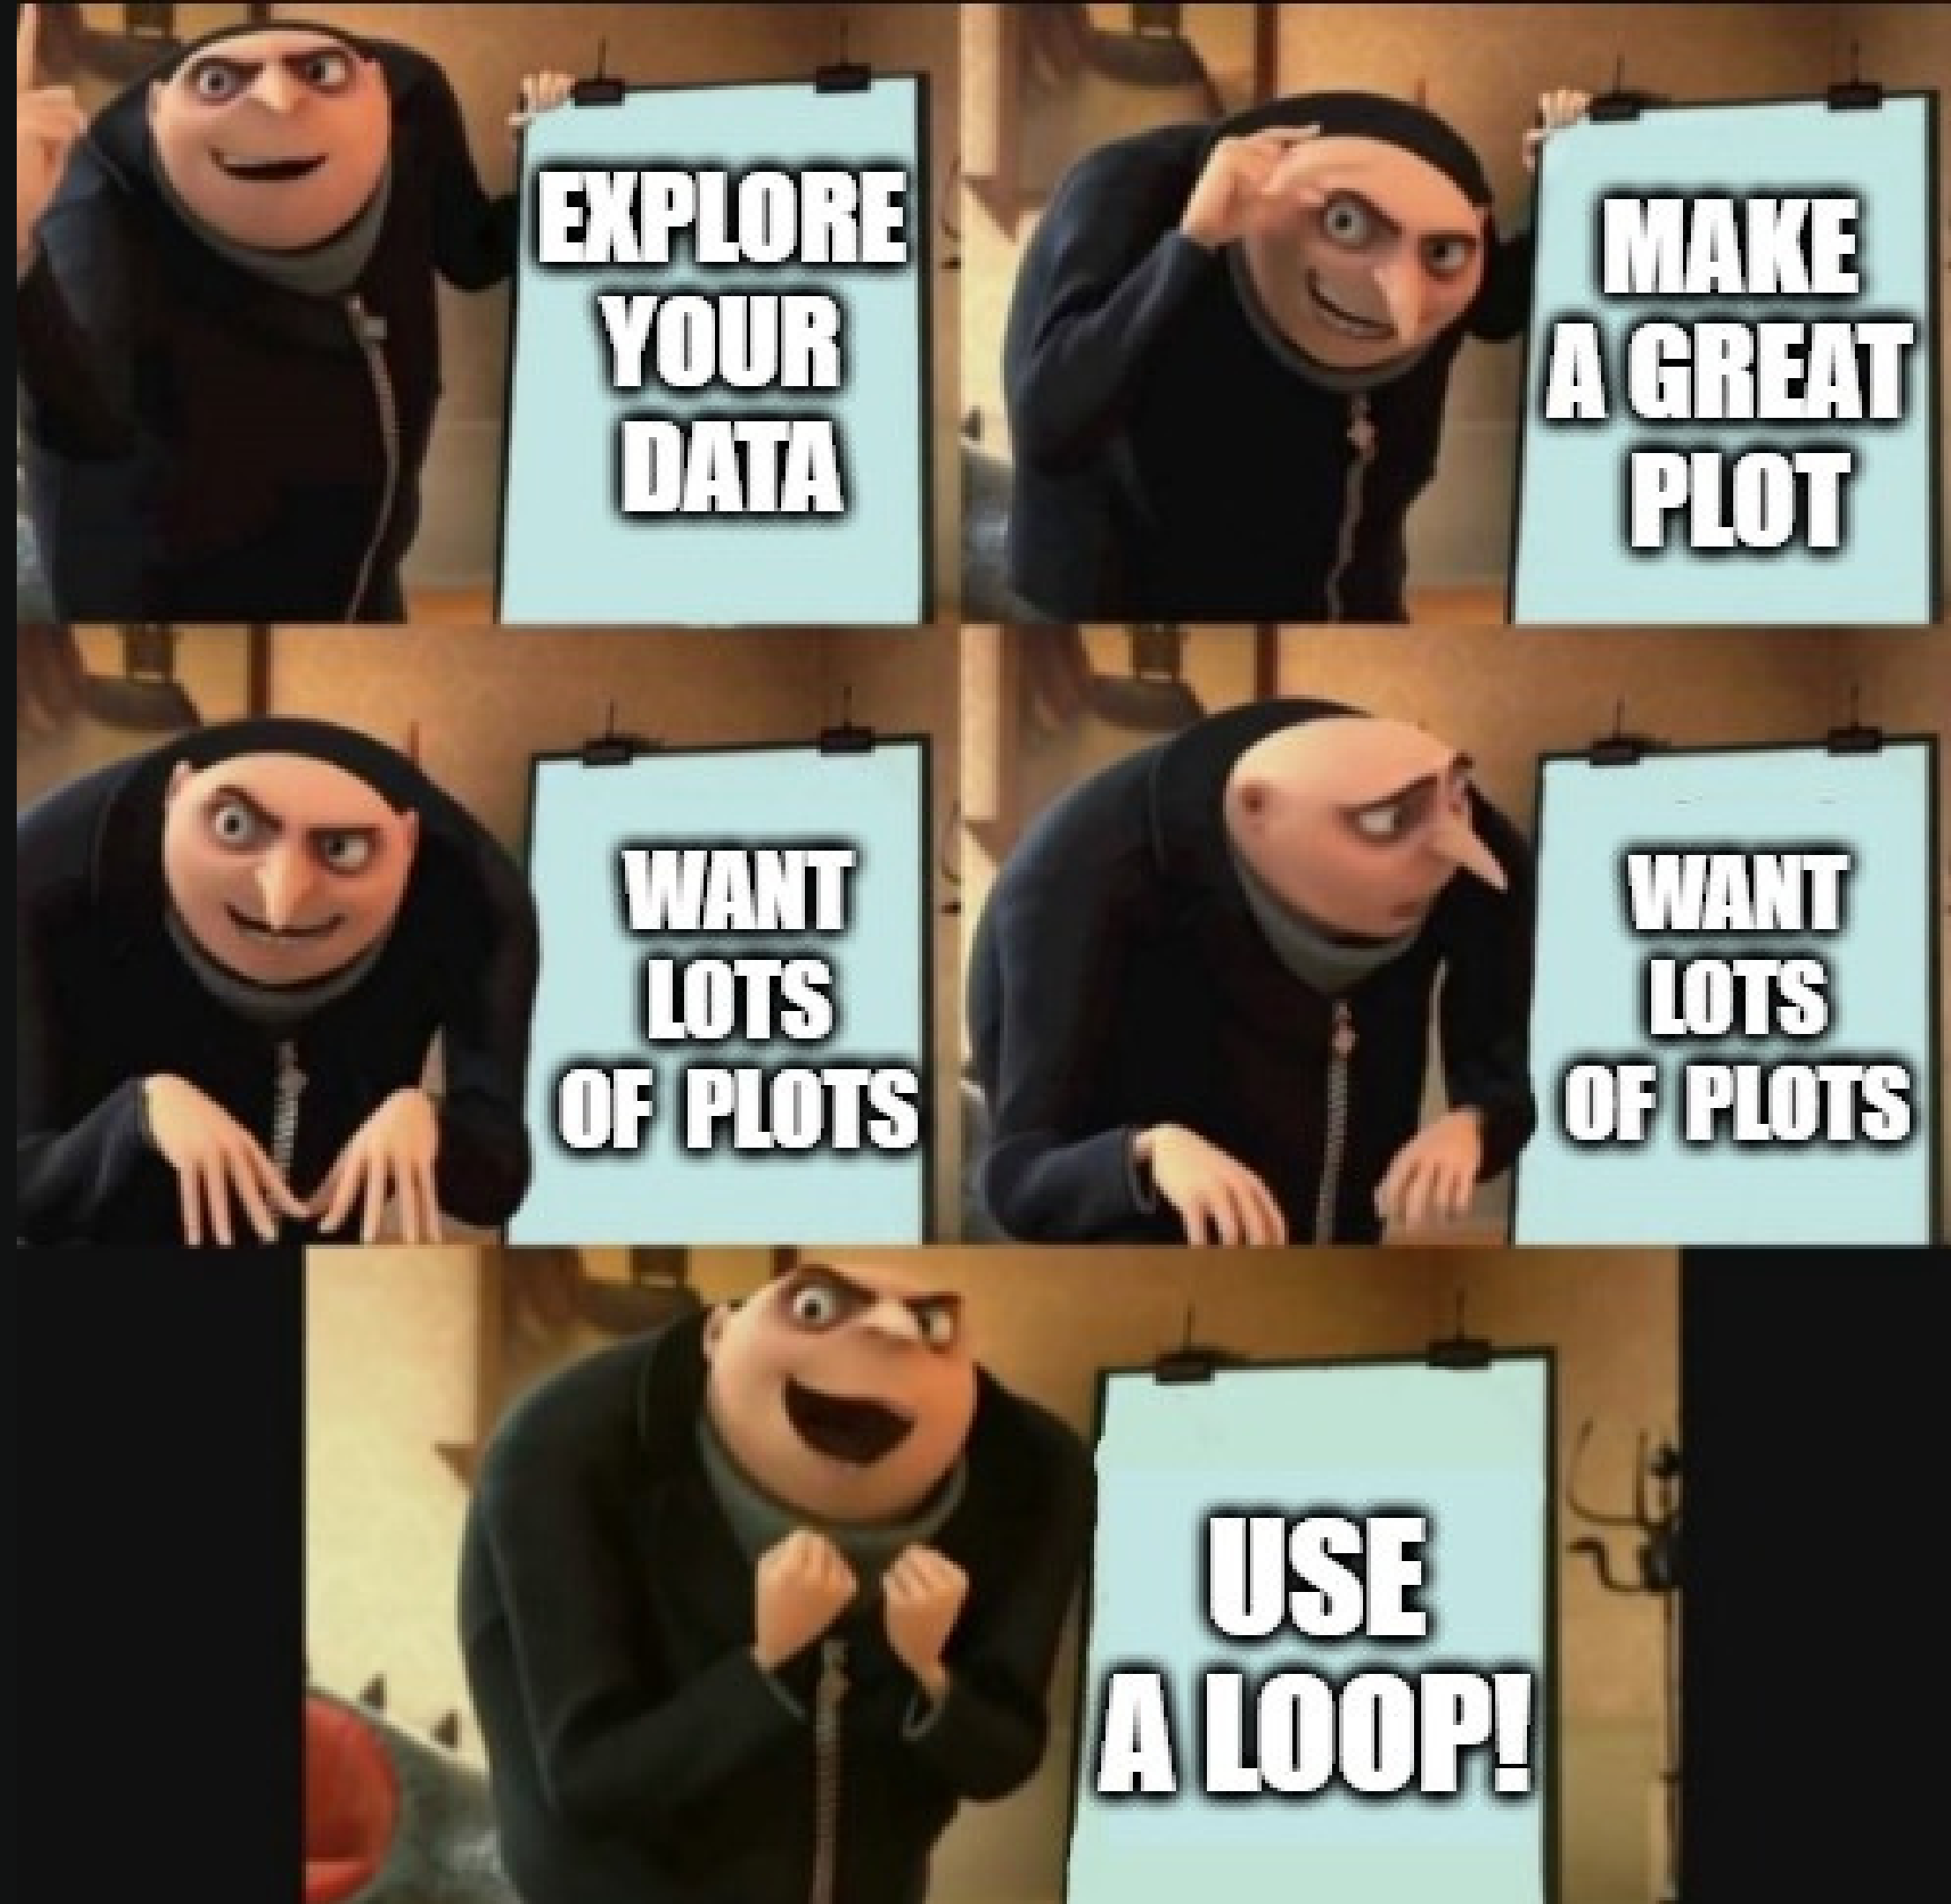 EXPLORE
YOUR
DATA
MAKE
A GREAT
PLOT
WANT
LOTS
OF PLOTS
WANT
LOTS
OF PLOTS
USE
A LOOP!